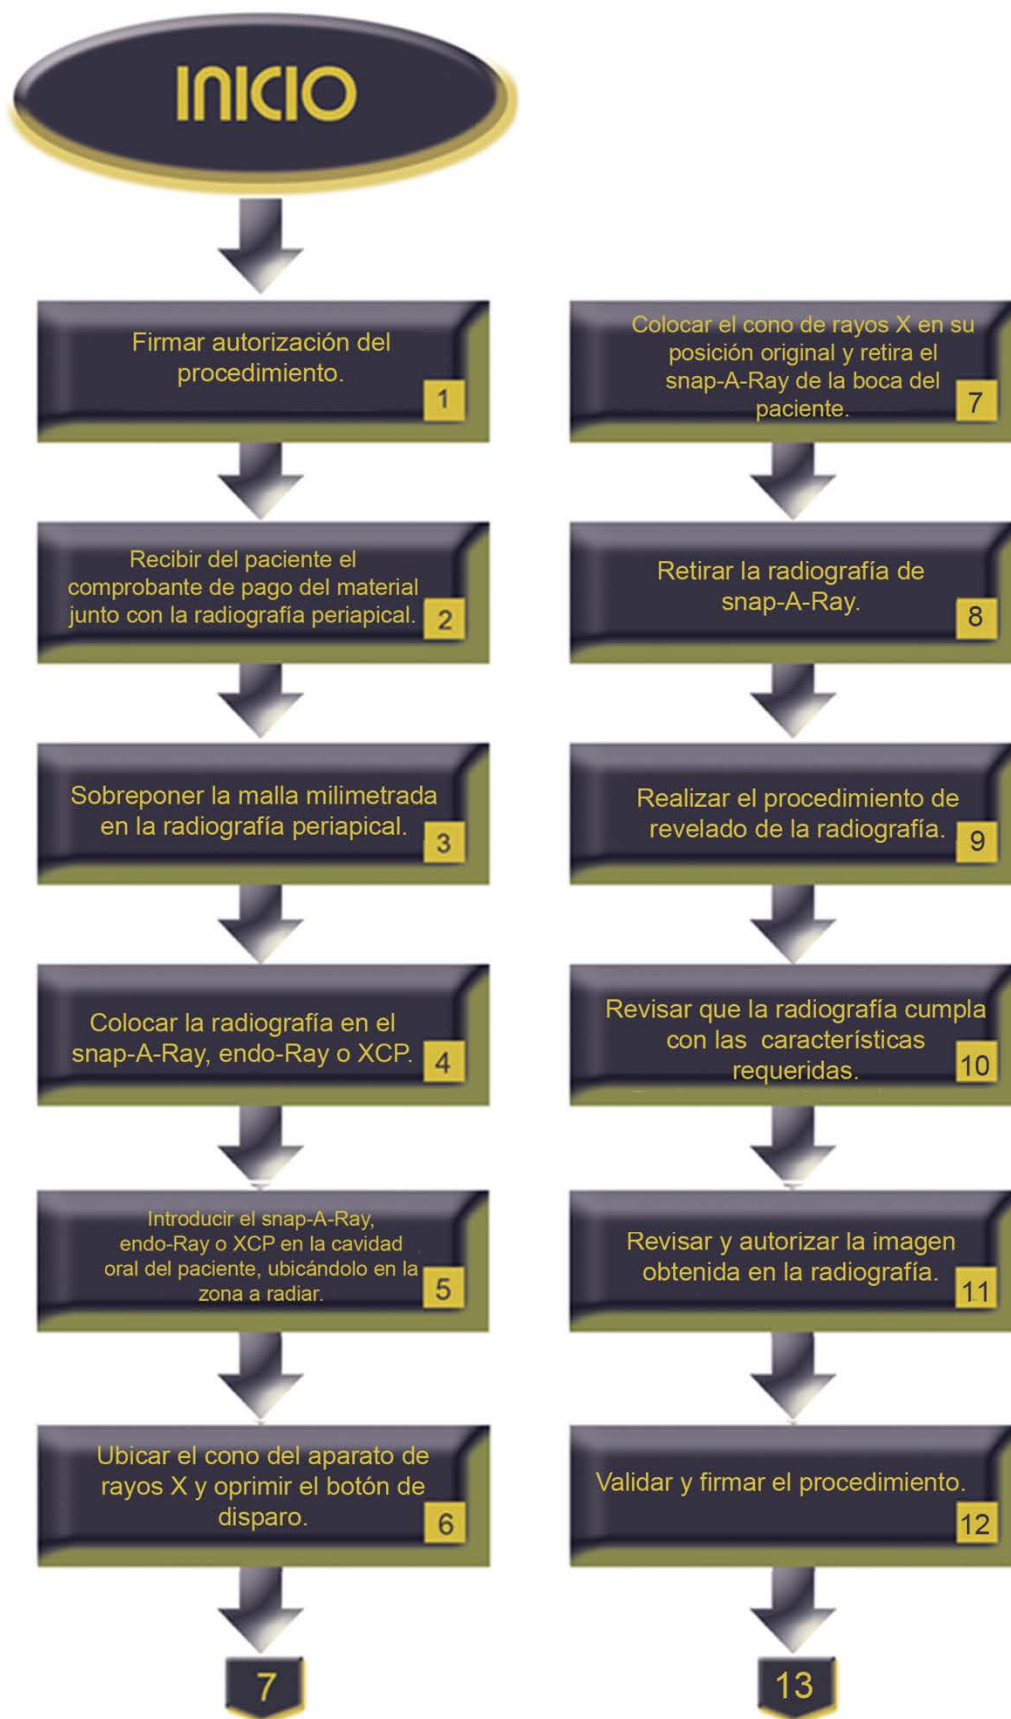 INICIO
Firmar autorización del
procedimiento.
1
Recibir del paciente el
comprobante de pago del material
junto con la radiografía periapical.
2
Sobreponer la malla milimetrada
en la radiografía periapical.
3
Colocar la radiografía en el
snap-A-Ray, endo-Ray o XCP.
4
Introducir el snap-A-Ray,
endo-Ray o XCP en la cavidad
oral del paciente, ubicándolo en la
zona a radiar.
5
Ubicar el cono del aparato de
rayos X y oprimir el botón de
disparo.
6
7
Colocar el cono de rayos X en su
posición original y retira el
snap-A-Ray de la boca del
paciente.
7
Retirar la radiografía de
snap-A-Ray.
8
Realizar el procedimiento de
revelado de la radiografía.
9
Revisar que la radiografía cumpla
con las características
requeridas.
10
Revisar y autorizar la imagen
obtenida en la radiografía.
11
Validar y firmar el procedimiento.
12
13